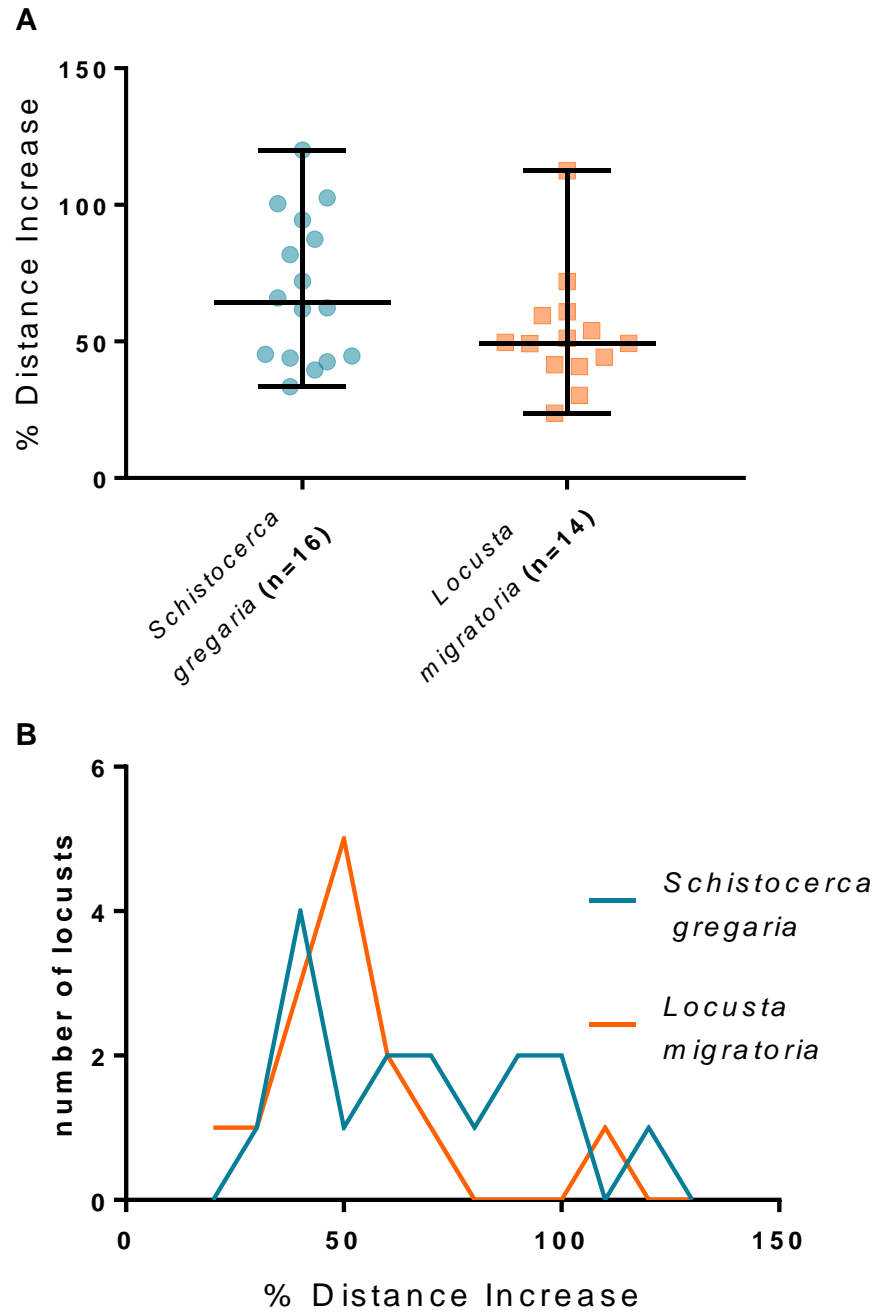 A
150
100
50
0
% Distance Increase
Schistocerca
gregaria (n=16)
Locusta
migratoria (n=14)
B
6
4
2
0
number of locusts
Schistocerca
gregaria
Locusta
migratoria
0 50 100 150
% Distance Increase